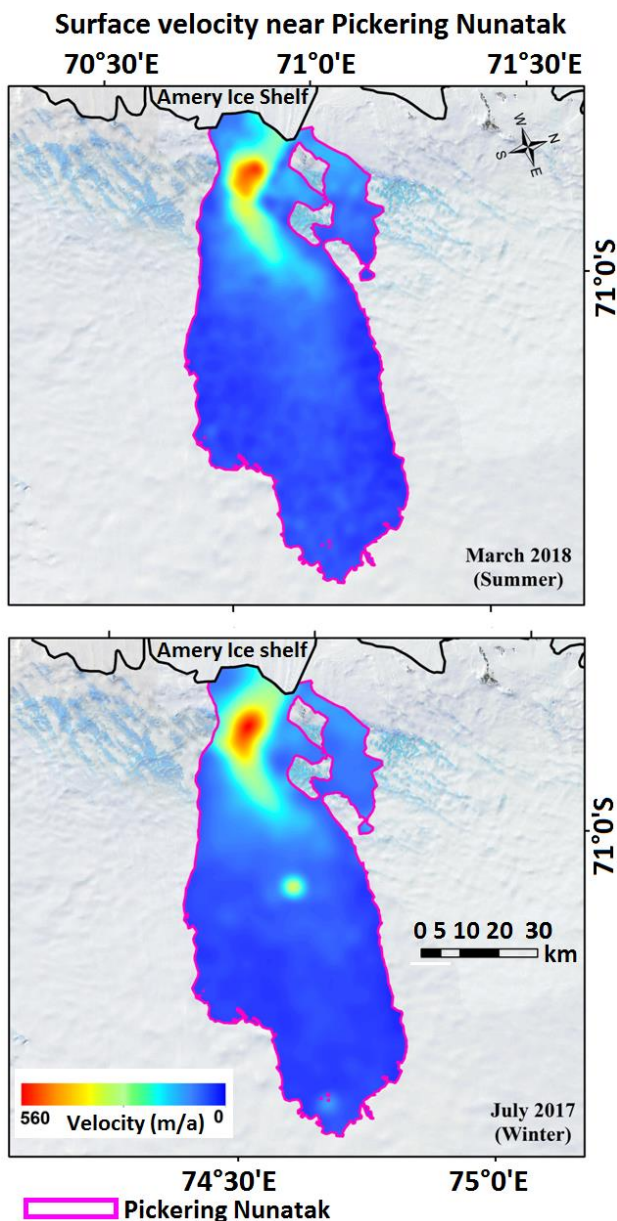 Surface velocity near Pickering Nunatak
70°30'E 71°0'E 71°30'E
Amery Ice Shelf
W N
S E
71°0'S
March 2018
(Summer)
Amery Ice shelf
71°0'S
0 5 10 20 30
km
560 Velocity (m/a) 0
July 2017
(Winter)
74°30'E 75°0'E
Pickering Nunatak